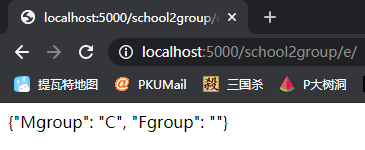 localhost:5000/school2group/
localhost:5000/school2group/e/
提瓦特地图 PKUMail 三国杀 P大树洞
{"Mgroup": "C", "Fgroup": ""}